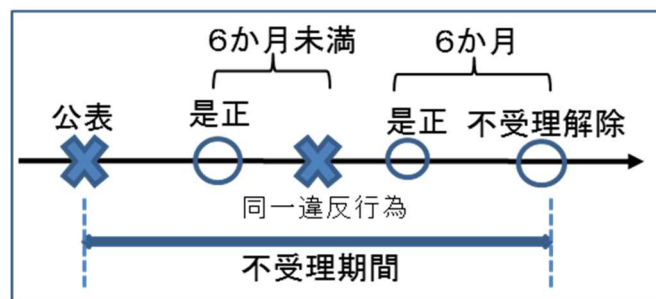 6か月未満
6か月
公表
是正
是正
不受理解除
同一違反行為
不受理期間